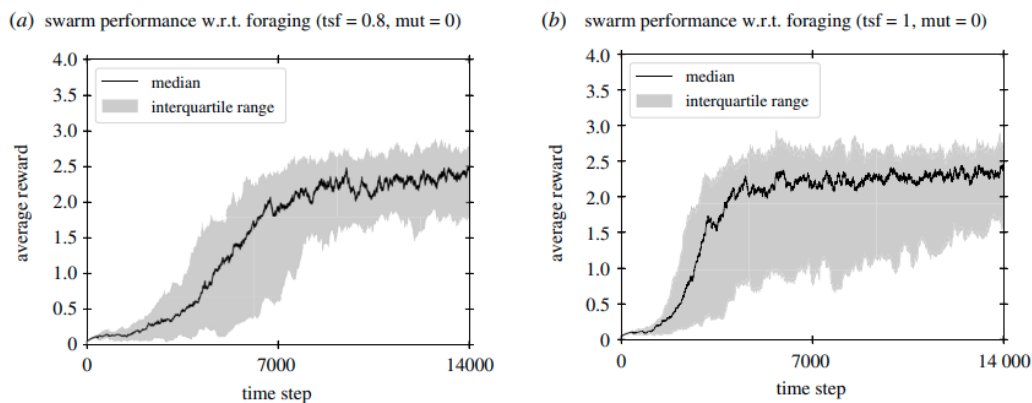 (a) swarm performance w.r.t. foraging (tsf = 0.8, mut = 0)
4.0
3.5
3.0
2.5
2.0
1.5
1.0
0.5
0
median
interquartile range
average reward
0
7000
14000
time step
(b) swarm performance w.r.t. foraging (tsf = 1, mut = 0)
4.0
3.5
3.0
2.5
2.0
1.5
1.0
0.5
0
median
interquartile range
average reward
0
7000
14 000
time step